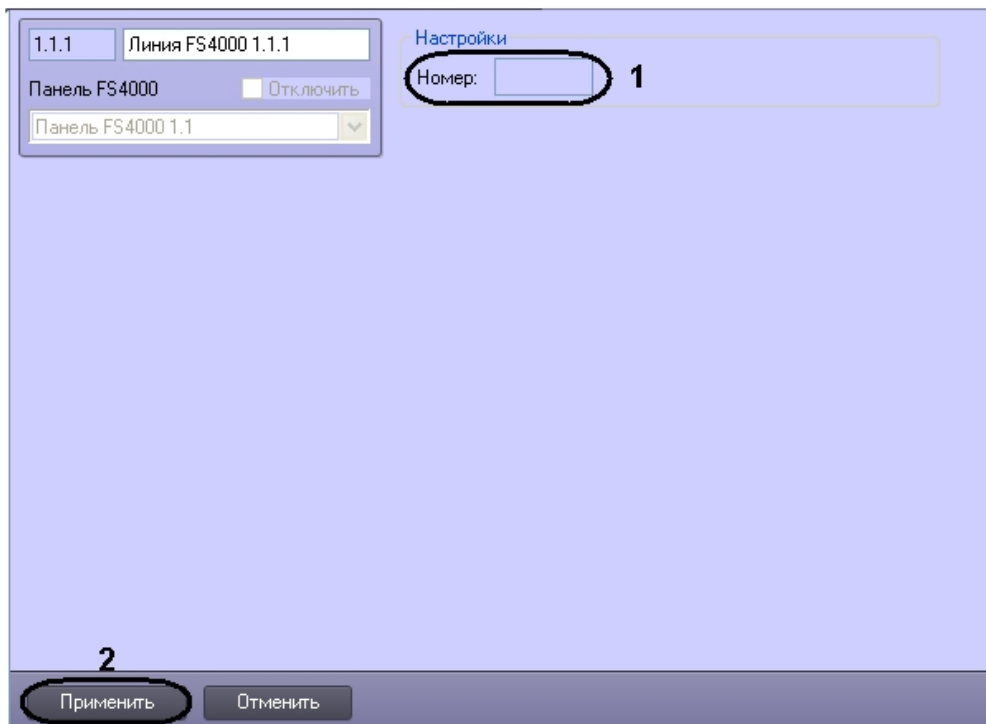 1.1.1 Линия FS4000 1.1.1
Панель FS4000 Отключить
Панель FS4000 1.1
Настройки
Номер: 1
2
Применить Отменить